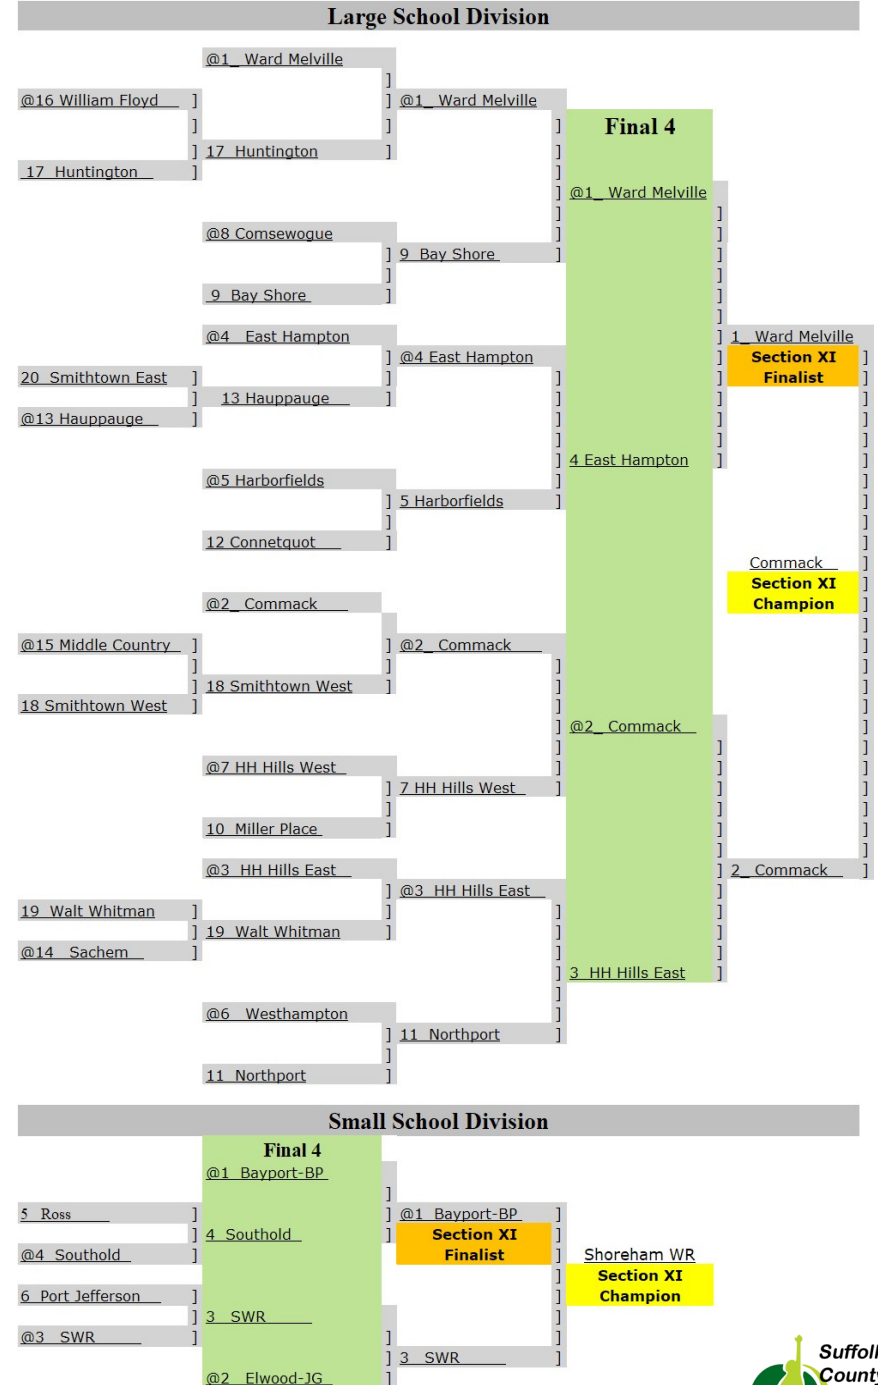 Large School Division
@1_ Ward Melville
@16 William Floyd ] ] @1_ Ward Melville
] ] ] Final 4
] 17 Huntington ] ]
17 Huntington ] ]
] @1_ Ward Melville
] ]
@8 Comsewogue ] ]
] 9 Bay Shore ] ]
] ]
9 Bay Shore ] ]
]
@4 East Hampton ] 1_ Ward Melville
] @4 East Hampton ] Section XI ]
20 Smithtown East ] ] ] ] Finalist ]
] 13 Hauppauge ] ] ] ]
@13 Hauppauge ] ] ] ]
] ] ]
] 4 East Hampton ] ]
@5 Harborfields ] ]
] 5 Harborfields ] ]
] ]
12 Connetquot ] ]
Commack ]
Section XI ]
@2_ Commack Champion ]
]
@15 Middle Country ] ] @2_ Commack ]
] ] ] ]
] 18 Smithtown West ] ] ]
18 Smithtown West ] ] ]
] @2_ Commack ]
] ] ]
@7 HH Hills West ] ] ]
] 7 HH Hills West ] ] ]
] ] ]
10 Miller Place ] ] ]
] ]
@3 HH Hills East ] 2_ Commack ]
] @3 HH Hills East ]
19 Walt Whitman ] ] ] ]
] 19 Walt Whitman ] ] ]
@14 Sachem ] ] ]
] 3 HH Hills East ]
]
@6 Westhampton ]
] 11 Northport ]
]
11 Northport ]
Small School Division
Final 4
@1 Bayport-BP
]
5 Ross ] ] @1 Bayport-BP ]
] 4 Southold ] Section XI ]
@4 Southold ] Finalist ] Shoreham WR
] Section XI
6 Port Jefferson ] ] Champion
] 3 SWR ]
@3 SWR ] ] ]
] 3 SWR ]
@2 Elwood-JG ]
Suffolk
County